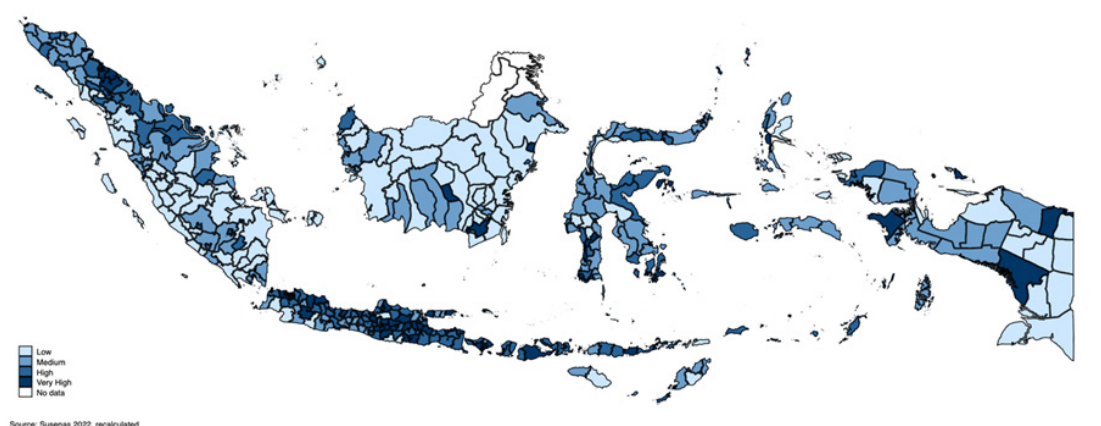 Low
Medium
High
Very High
No data
Source: Susenas 2022, recalculated